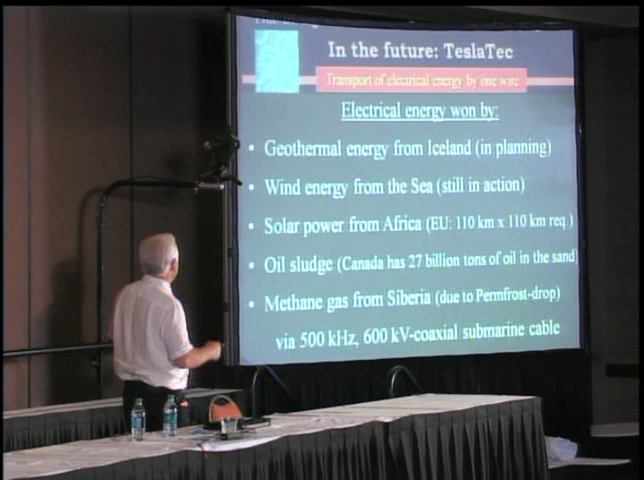 In the future: TeslaTec
Transport of electrical energy by one wire
Electrical energy won by:
• Geothermal energy from Iceland (in planning)
• Wind energy from the Sea (still in action)
• Solar power from Africa (EU: 110 km x 110 km req.)
• Oil sludge (Canada has 27 billion tons of oil in the sand)
• Methane gas from Siberia (due to Permfrost-drop)
via 500 kHz, 600 kV-coaxial submarine cable